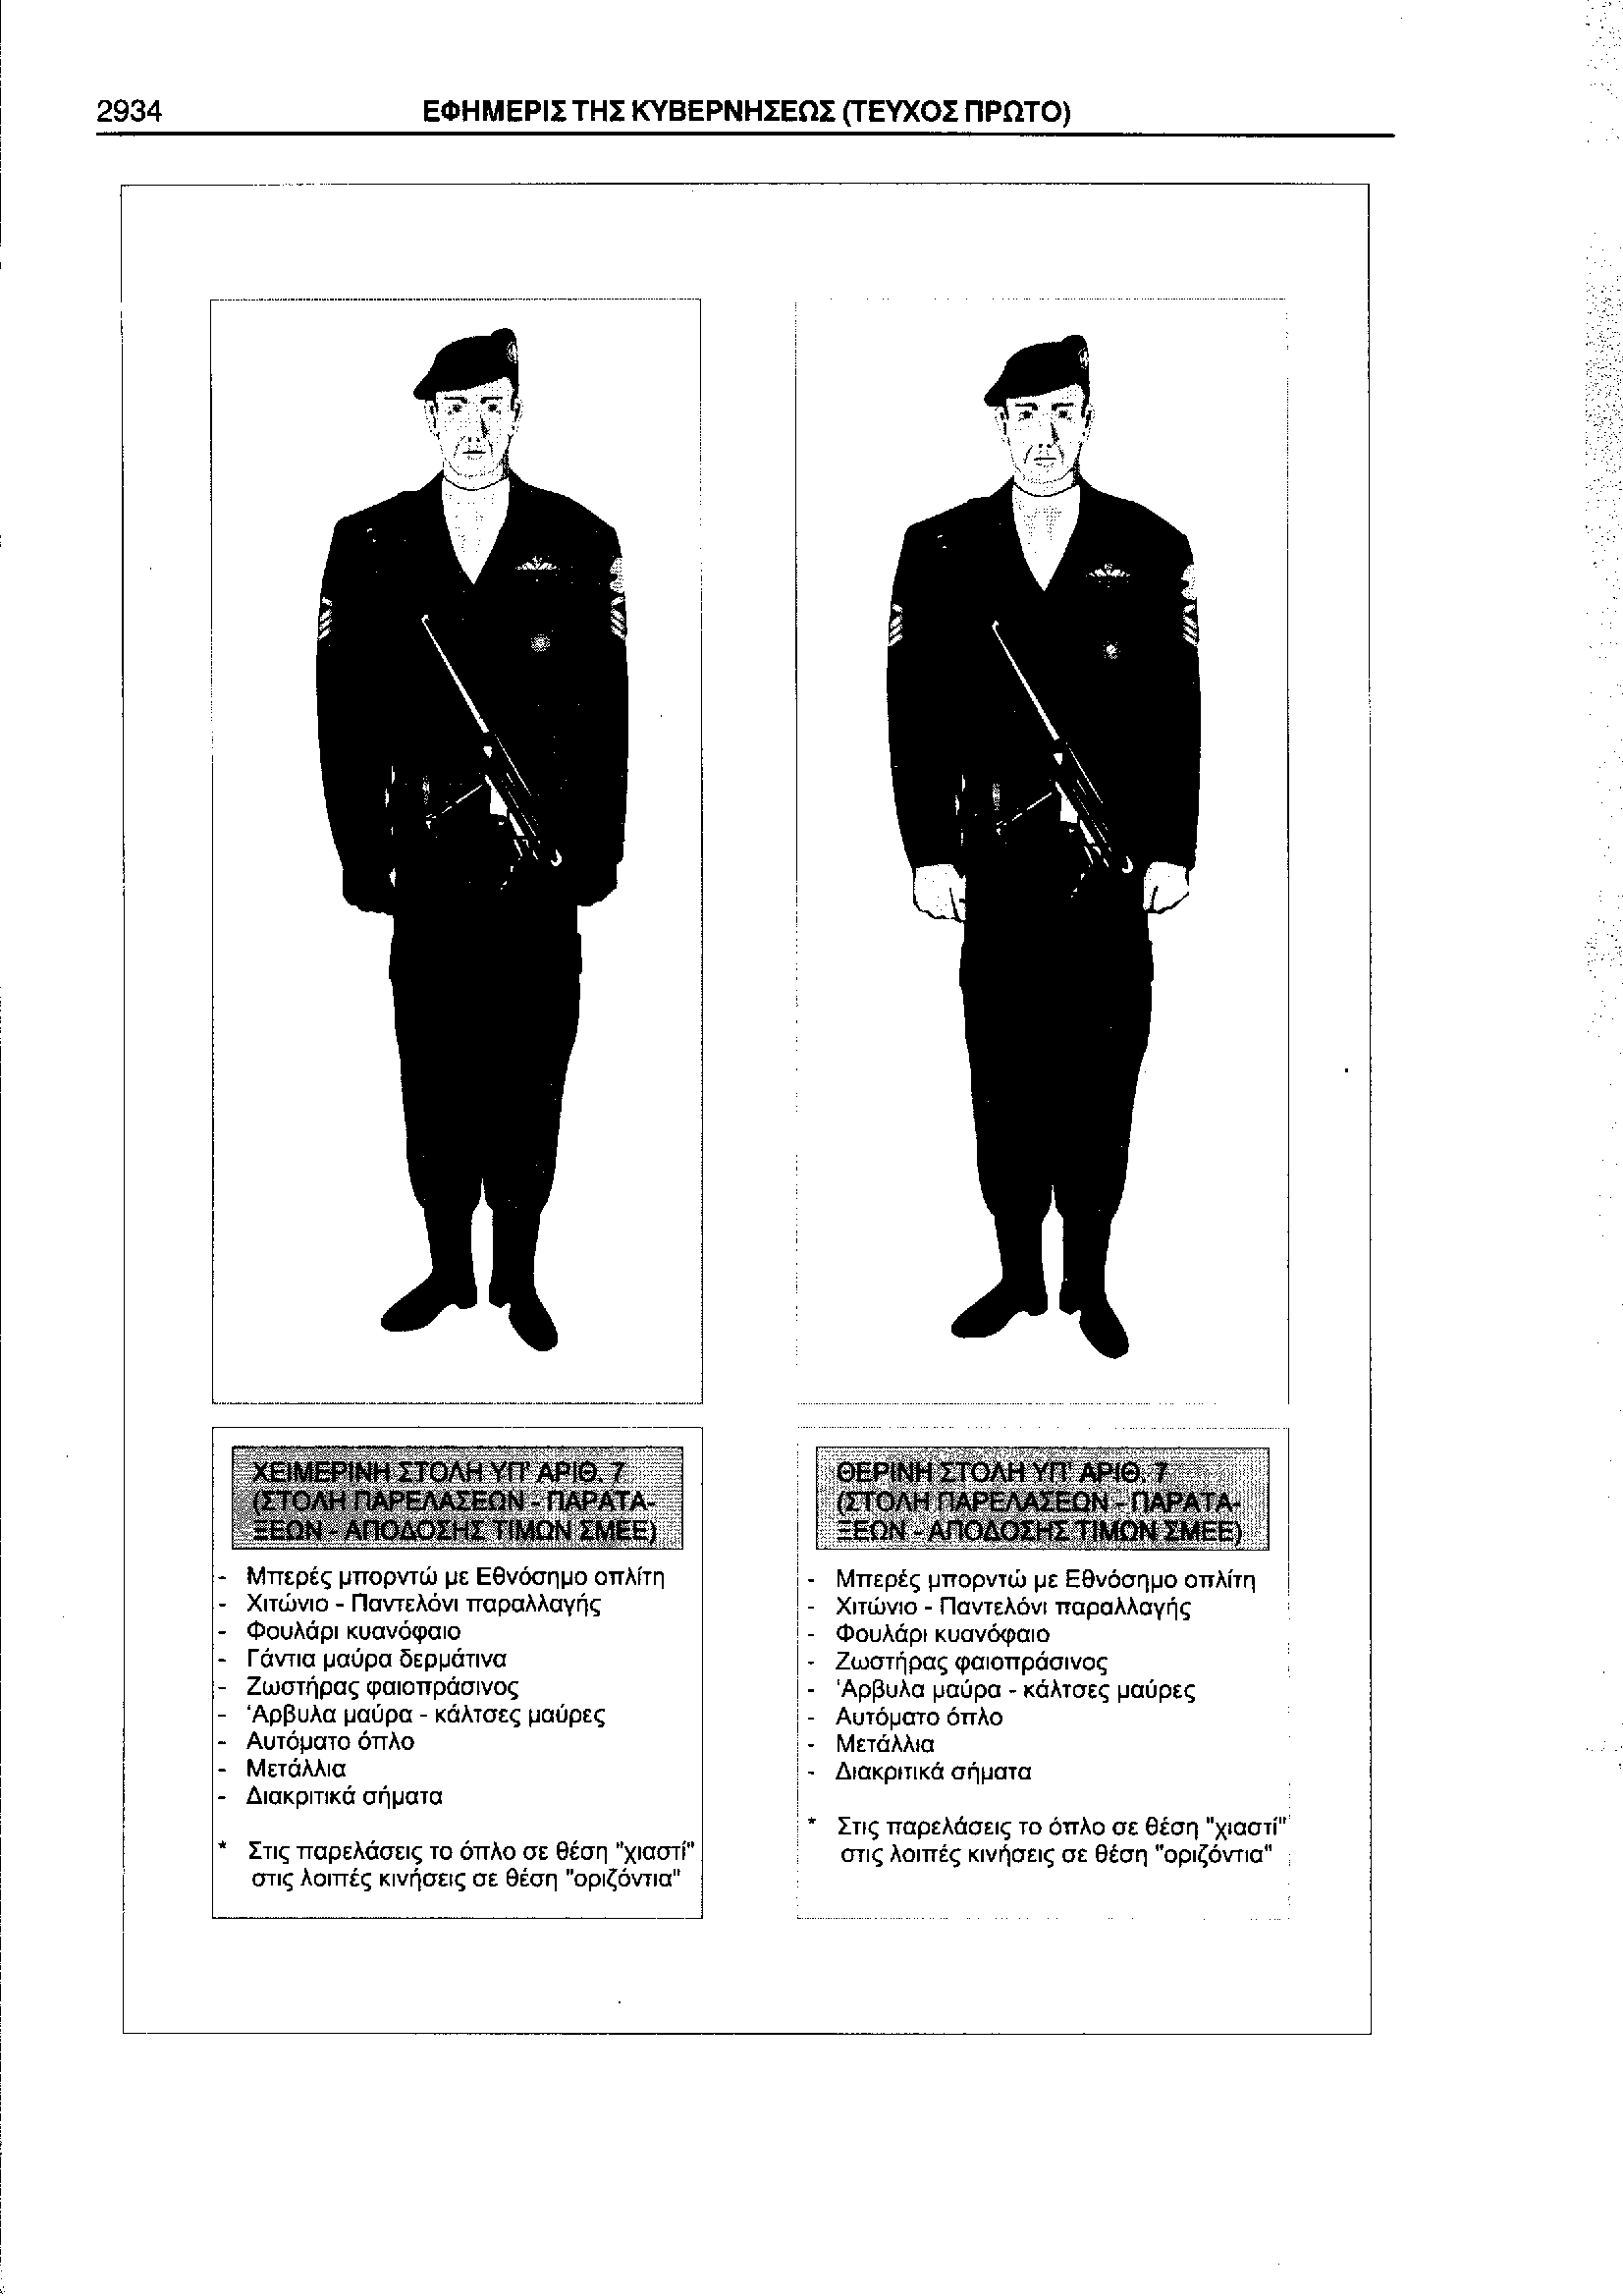 2934
ΕΦΗΜΕΡΙΣ ΤΗΣ ΚΥΒΕΡΝΗΣΕΩΣ (ΤΕΥΧΟΣ ΠΡΩΤΟ)
ΧΕΙΜΕΡΙΝΗ ΣΤΟΛΗ ΥΠ' ΑΡΙΘ. 7
(ΣΤΟΛΗ ΠΑΡΕΛΑΣΕΩΝ - ΠΑΡΑΤΑ-
ΞΕΩΝ - ΑΠΟΔΟΣΗΣ ΤΙΜΩΝ ΣΜΕΕ)
- Μπερές μπορντώ με Εθνόσημο οπλίτη
- Χιτώνιο - Παντελόνι παραλλαγής
- Φουλάρι κυανόφαιο
- Γάντια μαύρα δερμάτινα
- Ζωστήρας φαιοπράσινος
- 'Αρβυλα μαύρα - κάλτσες μαύρες
- Αυτόματο όπλο
- Μετάλλια
- Διακριτικά σήματα
* Στις παρελάσεις το όπλο σε θέση "χιαστί"
στις λοιπές κινήσεις σε θέση "οριζόντια"
ΘΕΡΙΝΗ ΣΤΟΛΗ ΥΠ' ΑΡΙΘ. 7
(ΣΤΟΛΗ ΠΑΡΕΛΑΣΕΩΝ - ΠΑΡΑΤΑ-
ΞΕΩΝ - ΑΠΟΔΟΣΗΣ ΤΙΜΩΝ ΣΜΕΕ)
- Μπερές μπορντώ με Εθνόσημο οπλίτη
- Χιτώνιο - Παντελόνι παραλλαγής
- Φουλάρι κυανόφαιο
- Ζωστήρας φαιοπράσινος
- 'Αρβυλα μαύρα - κάλτσες μαύρες
- Αυτόματο όπλο
- Μετάλλια
- Διακριτικά σήματα
* Στις παρελάσεις το όπλο σε θέση "χιαστί"
στις λοιπές κινήσεις σε θέση "οριζόντια"